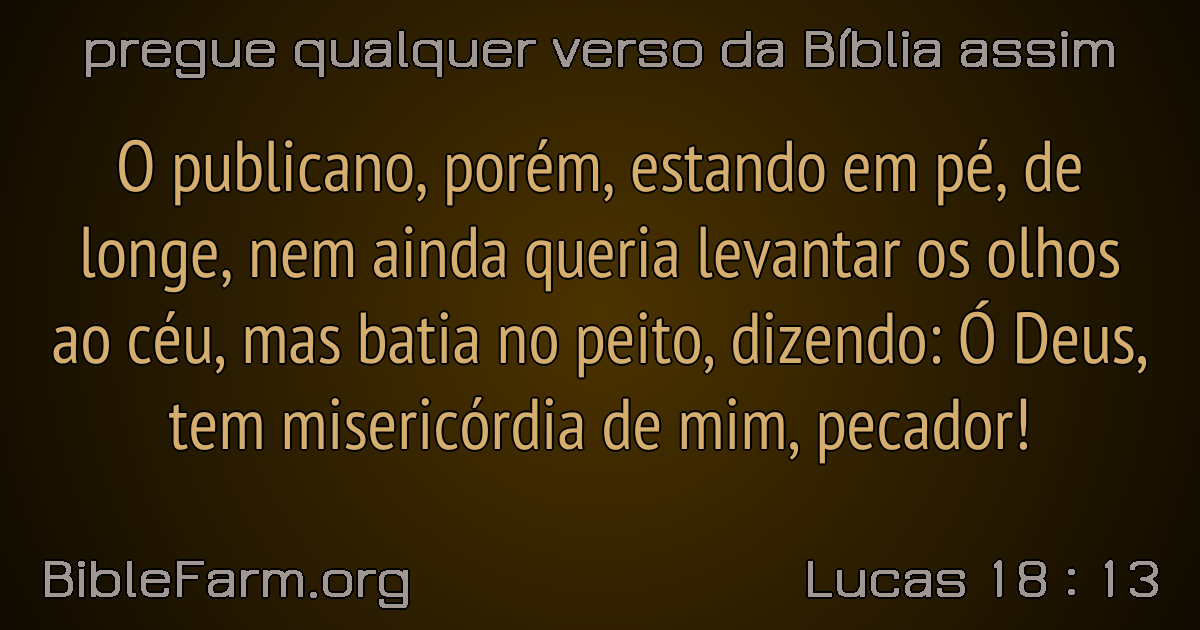 pregue qualquer verso da Bíblia assim
O publicano, porém, estando em pé, de
longe, nem ainda queria levantar os olhos
ao céu, mas batia no peito, dizendo: Ó Deus,
tem misericórdia de mim, pecador!
BibleFarm.org
Lucas 18 : 13